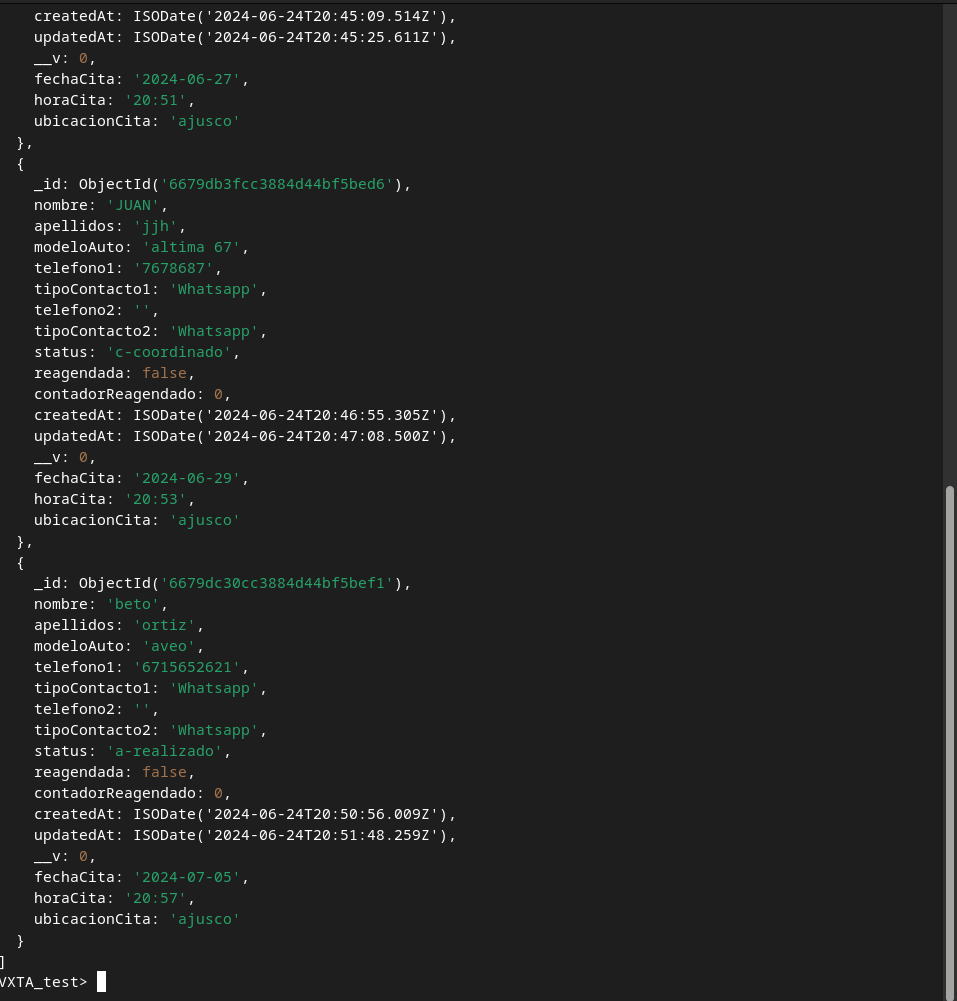 createdAt: ISODate('2024-06-24T20:45:09.514Z'),
updatedAt: ISODate('2024-06-24T20:45:25.611Z'),
__v: 0,
fechaCita: '2024-06-27',
horaCita: '20:51',
ubicacionCita: 'ajusco'
},
{
_id: ObjectId('6679db3fcc3884d44bf5bed6'),
nombre: 'JUAN',
apellidos: 'jjh',
modeloAuto: 'altima 67',
telefono1: '7678687',
tipoContacto1: 'Whatsapp',
telefono2: '',
tipoContacto2: 'Whatsapp',
status: 'c-coordinado',
reagendada: false,
contadorReagendado: 0,
createdAt: ISODate('2024-06-24T20:46:55.305Z'),
updatedAt: ISODate('2024-06-24T20:47:08.500Z'),
__v: 0,
fechaCita: '2024-06-29',
horaCita: '20:53',
ubicacionCita: 'ajusco'
},
{
_id: ObjectId('6679dc30cc3884d44bf5bef1'),
nombre: 'beto',
apellidos: 'ortiz',
modeloAuto: 'aveo',
telefono1: '6715652621',
tipoContacto1: 'Whatsapp',
telefono2: '',
tipoContacto2: 'Whatsapp',
status: 'a-realizado',
reagendada: false,
contadorReagendado: 0,
createdAt: ISODate('2024-06-24T20:50:56.009Z'),
updatedAt: ISODate('2024-06-24T20:51:48.259Z'),
__v: 0,
fechaCita: '2024-07-05',
horaCita: '20:57',
ubicacionCita: 'ajusco'
}
]
VXTA_test>